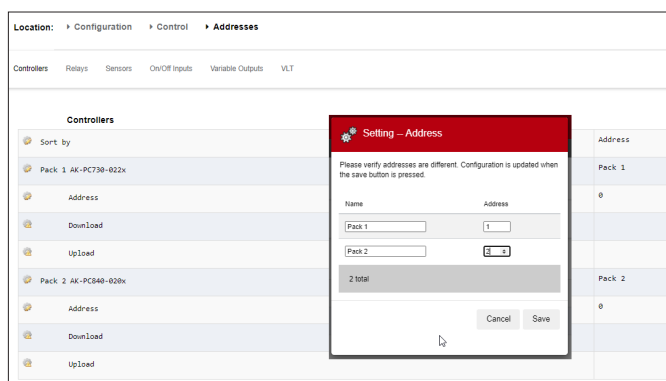 Location: Configuration Control Addresses
Controllers Relays Sensors On/Off Inputs Variable Outputs VLT
Controllers
Sort by Address
Pack 1 AK-PC730-022x Pack 1
Address 0
Download
Upload
Pack 2 AK-PC840-020x Pack 2
Address 0
Download
Upload
Setting – Address
Please verify addresses are different. Configuration is updated when
the save button is pressed.
Name Address
Pack 1 1
Pack 2 2
2 total
Cancel Save